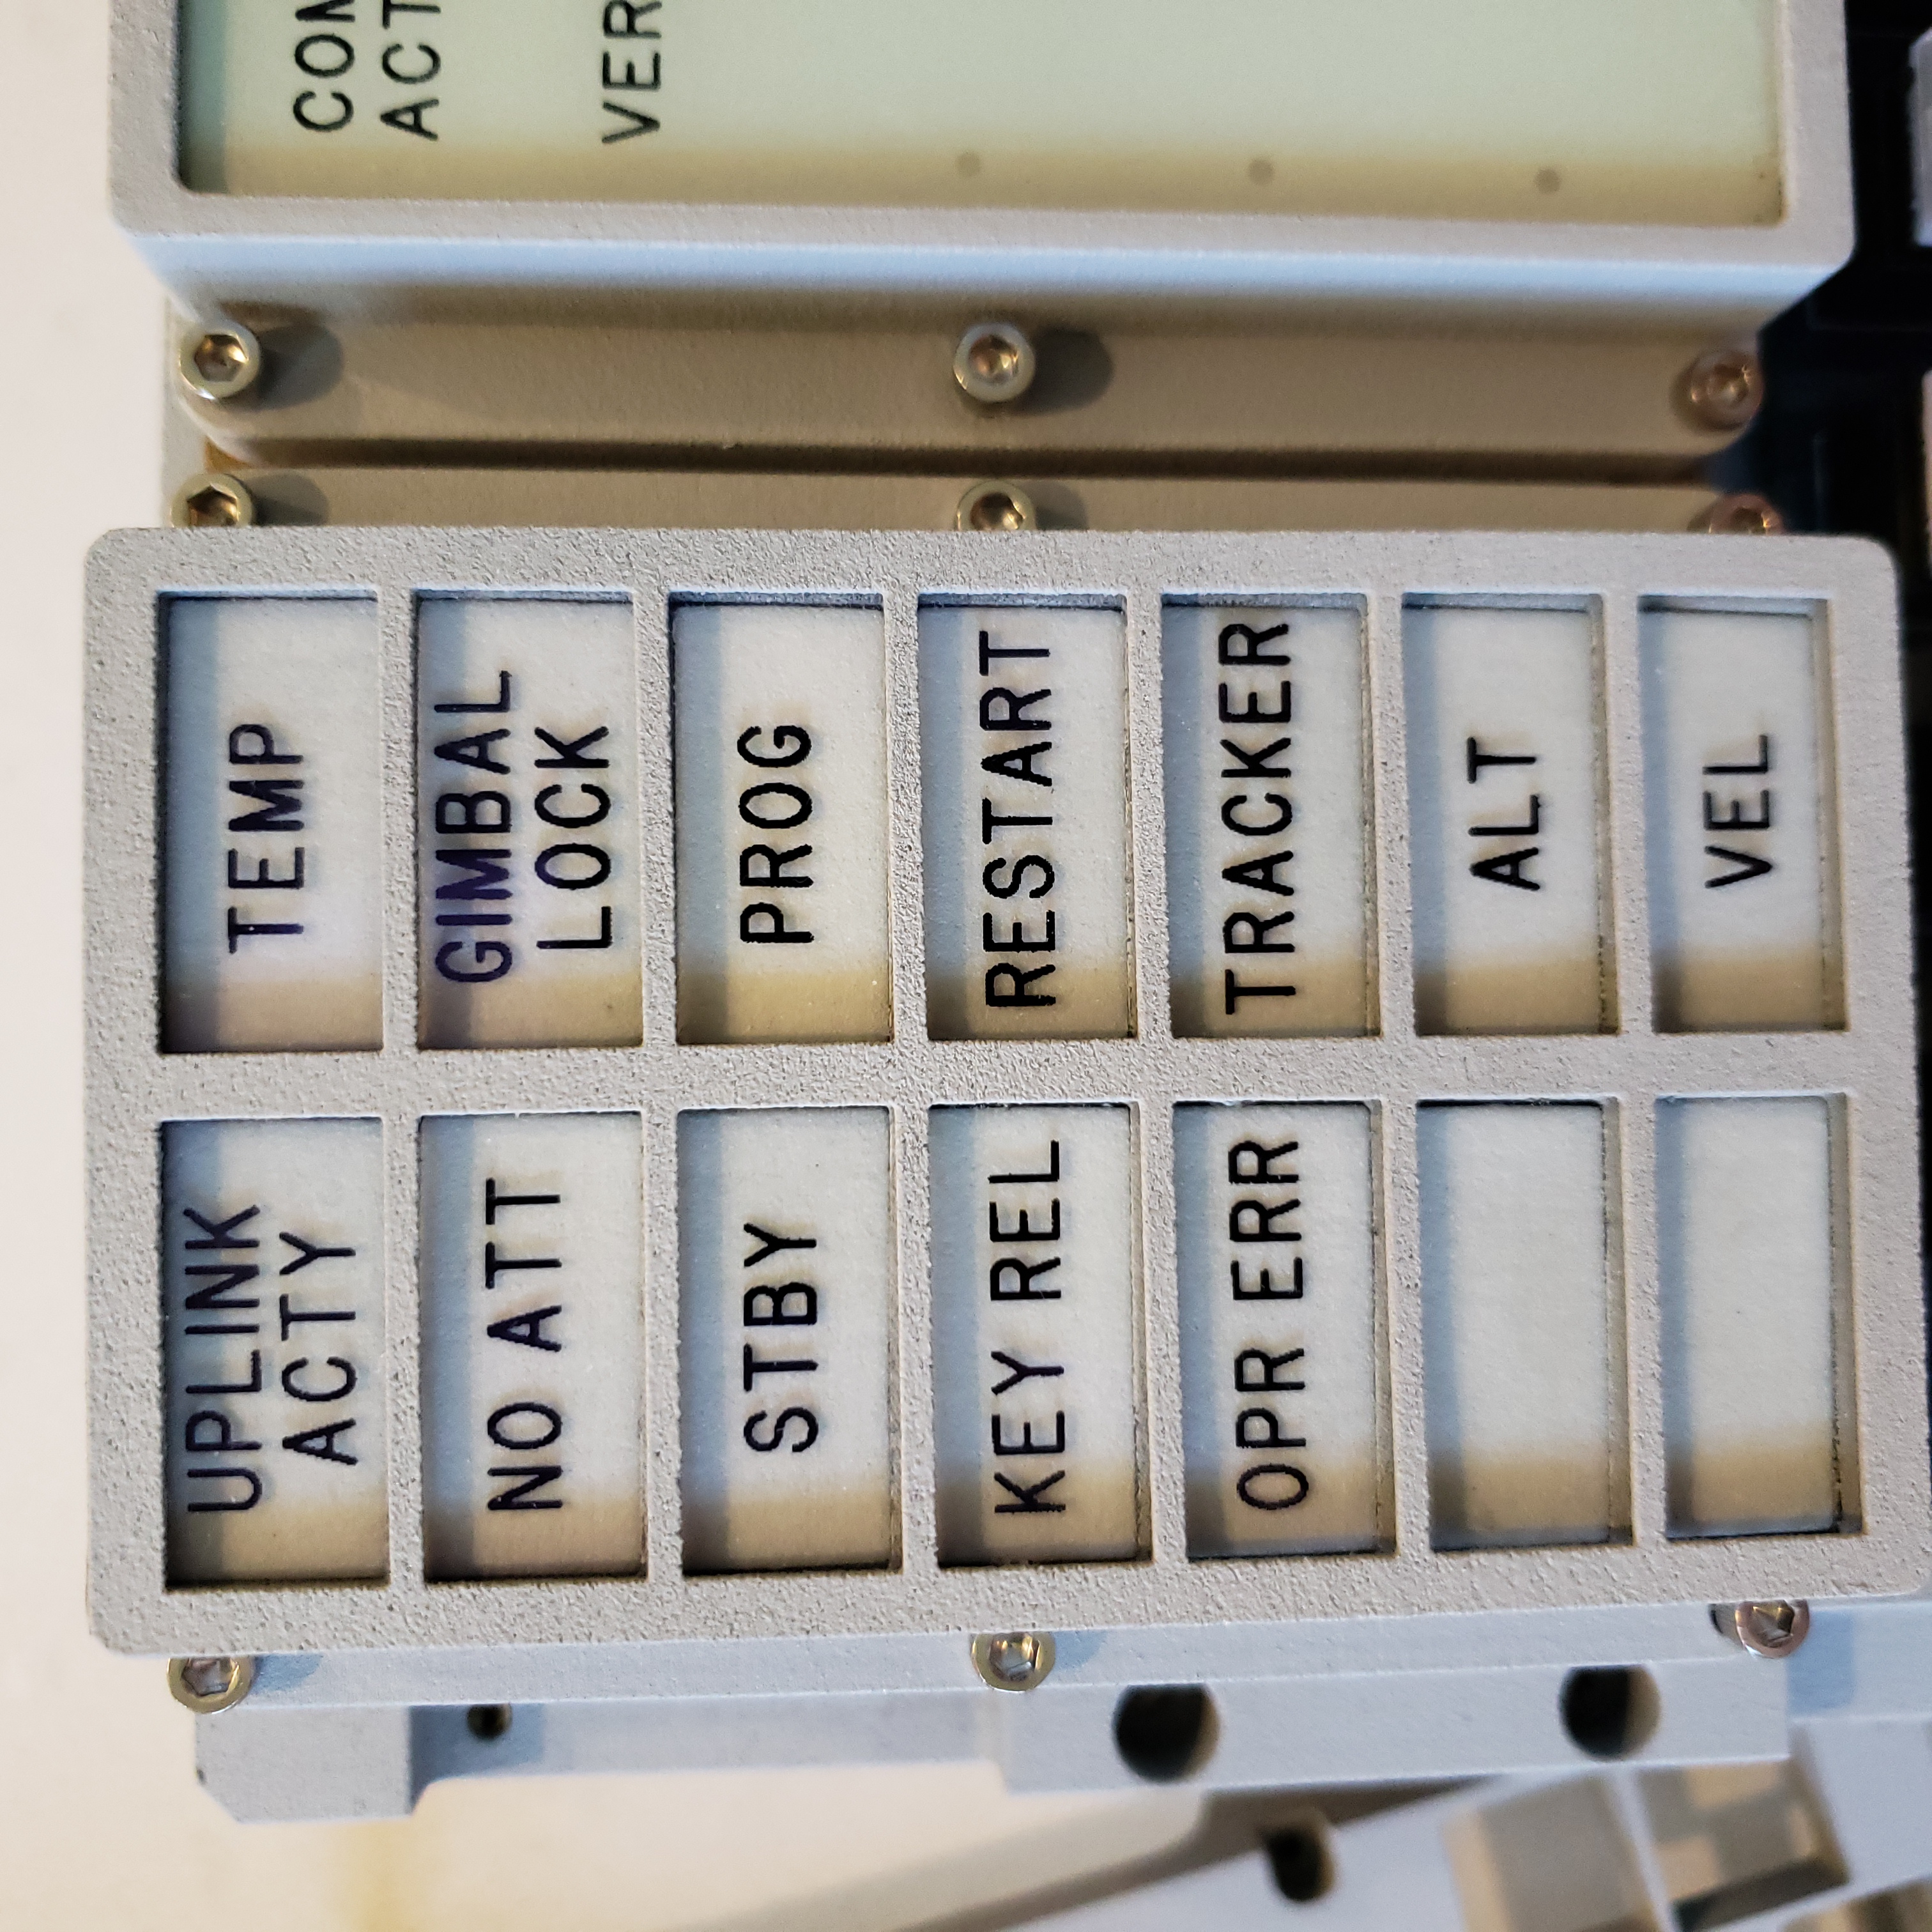 UPLINK
ACTY
TEMP
NO ATT
GIMBAL
LOCK
STBY
PROG
KEY REL
RESTART
OPR ERR
TRACKER
ALT
VEL